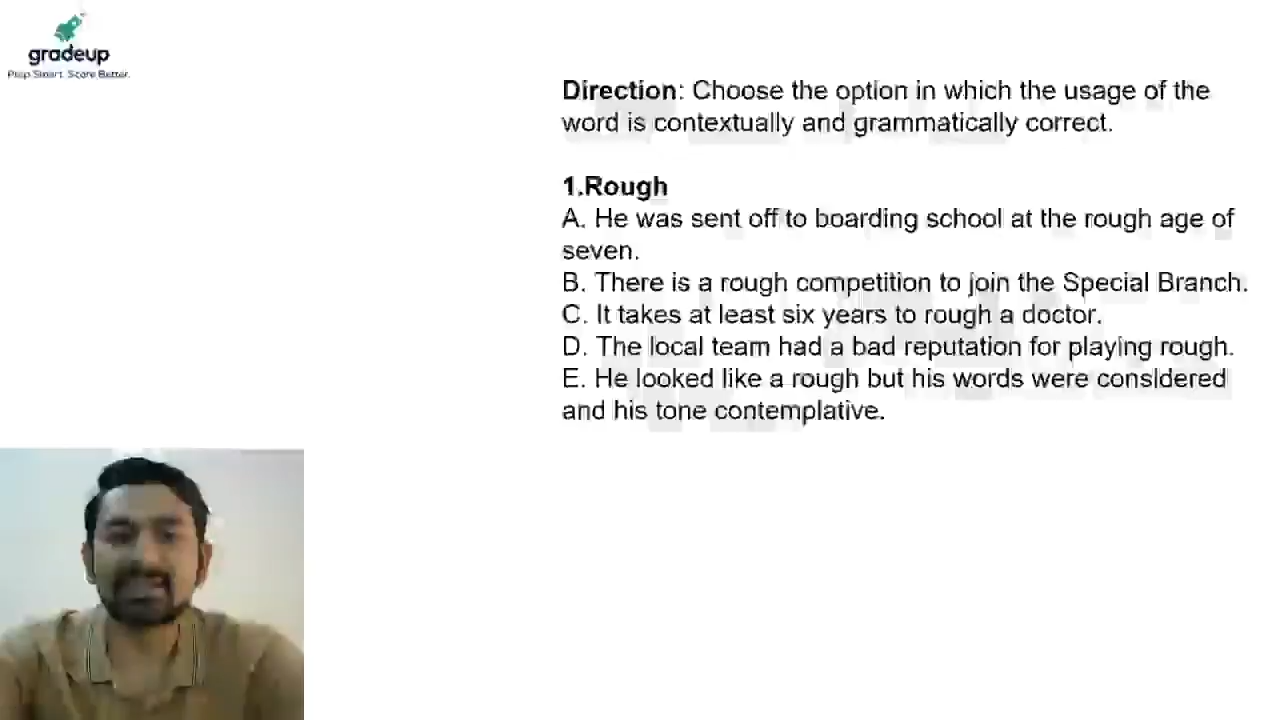 gradeup
Prep Smart. Score Better.
Direction: Choose the option in which the usage of the
word is contextually and grammatically correct.
1.Rough
A. He was sent off to boarding school at the rough age of
seven.
B. There is a rough competition to join the Special Branch.
C. It takes at least six years to rough a doctor.
D. The local team had a bad reputation for playing rough.
E. He looked like a rough but his words were considered
and his tone contemplative.